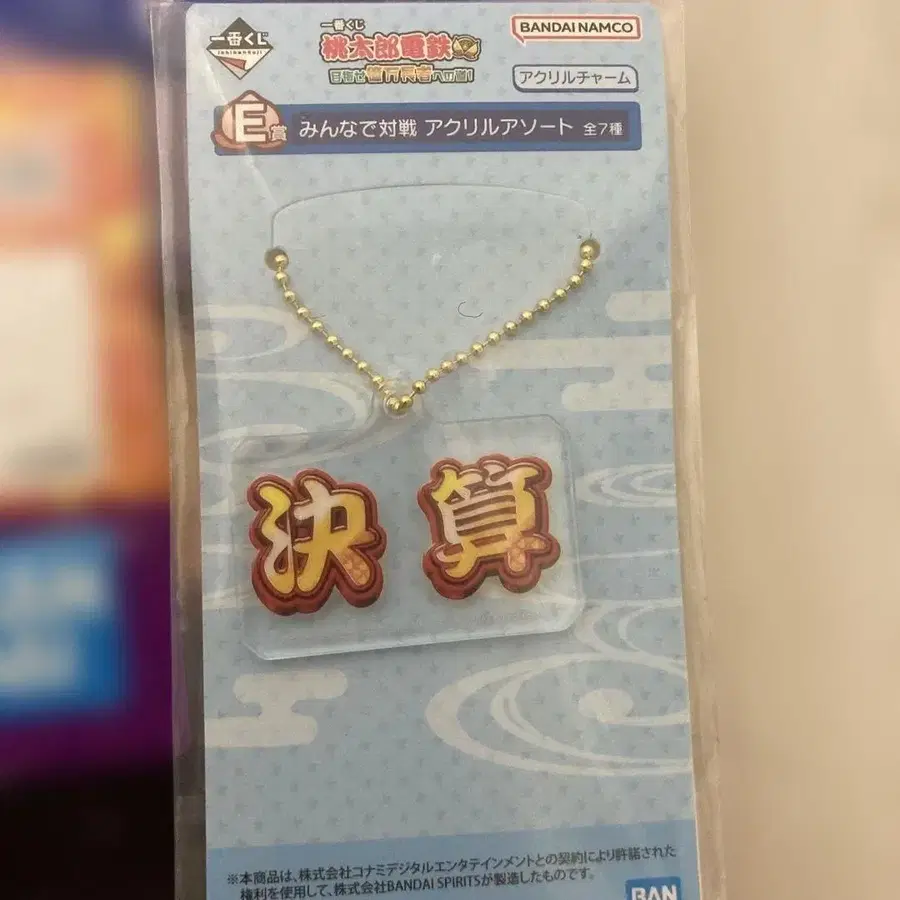 一番くじ
ichiban KUJI
一番くじ
桃太郎電鉄
目指せ億万長者への道!
BANDAI NAMCO
アクリルチャーム
E賞 みんなで対戦 アクリルアソート 全7種
決算
※本商品は、株式会社コナミデジタルエンタテインメントとの契約により許諾された
権利を使用して、株式会社BANDAI SPIRITSが製造したものです。
BAN